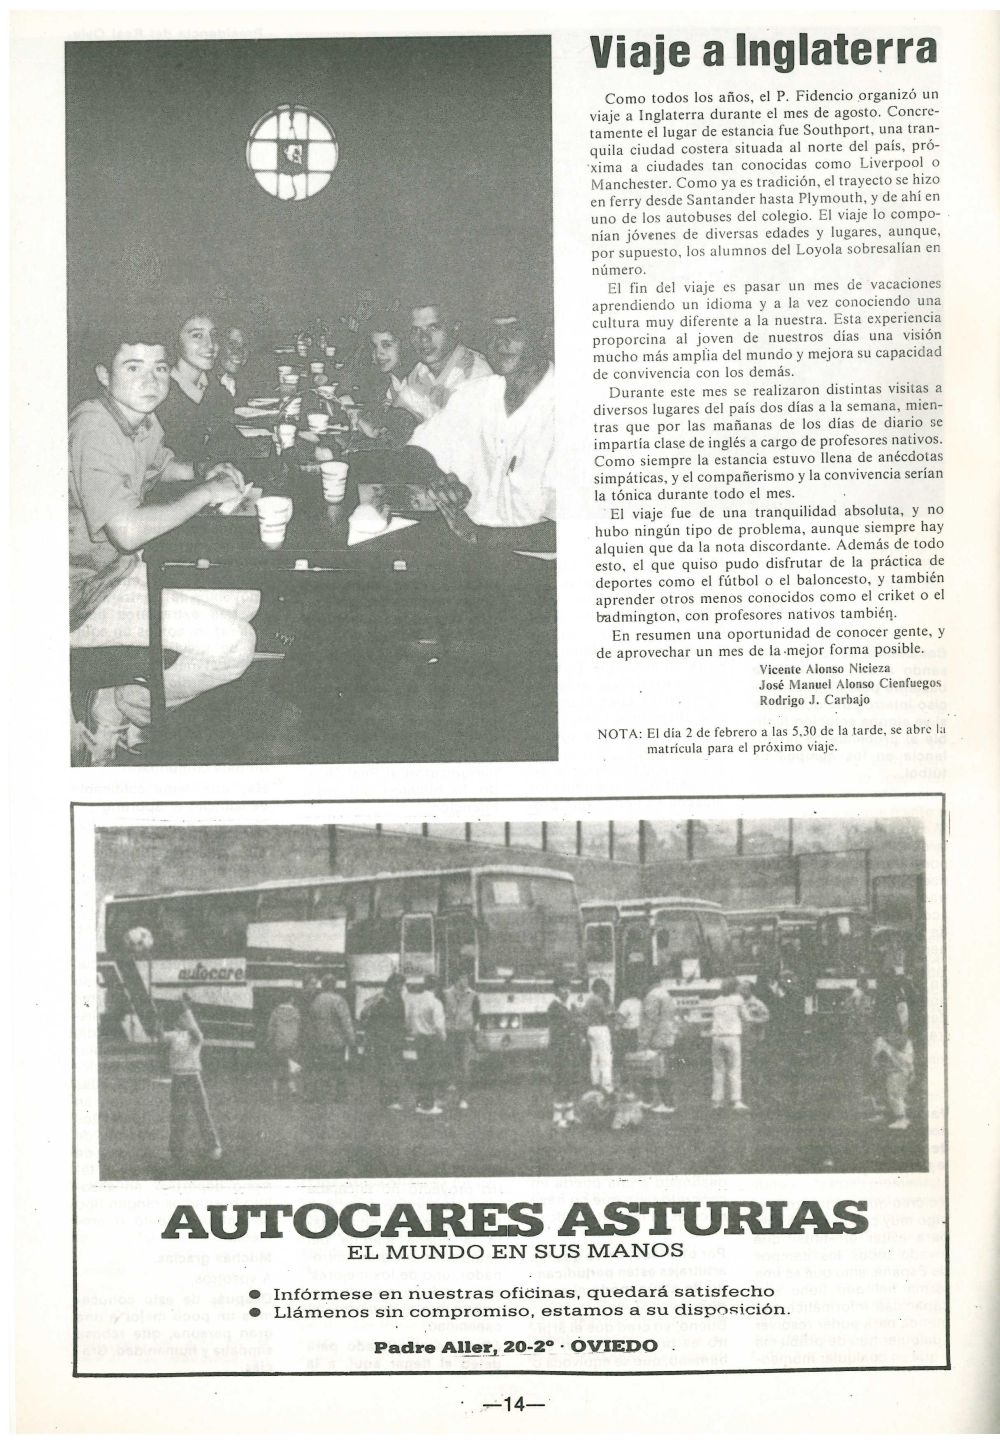 Viaje a Inglaterra
Como todos los años, el P. Fidencio organizó un
viaje a Inglaterra durante el mes de agosto. Concre-
tamente el lugar de estancia fue Southport, una tran-
quila ciudad costera situada al norte del país, pró-
xima a ciudades tan conocidas como Liverpool o
Manchester. Como ya es tradición, el trayecto se hizo
en ferry desde Santander hasta Plymouth, y de ahí en
uno de los autobuses del colegio. El viaje lo compo-
nían jóvenes de diversas edades y lugares, aunque,
por supuesto, los alumnos del Loyola sobresalían en
número.
El fin del viaje es pasar un mes de vacaciones
aprendiendo un idioma y a la vez conociendo una
cultura muy diferente a la nuestra. Esta experiencia
proporcina al joven de nuestros días una visión
mucho más amplia del mundo y mejora su capacidad
de convivencia con los demás.
Durante este mes se realizaron distintas visitas a
diversos lugares del país dos días a la semana, mien-
tras que por las mañanas de los días de diario se
impartía clase de inglés a cargo de profesores nativos.
Como siempre la estancia estuvo llena de anécdotas
simpáticas, y el compañerismo y la convivencia serían
la tónica durante todo el mes.
El viaje fue de una tranquilidad absoluta, y no
hubo ningún tipo de problema, aunque siempre hay
alguien que da la nota discordante. Además de todo
esto, el que quiso pudo disfrutar de la práctica de
deportes como el fútbol o el baloncesto, y también
aprender otros menos conocidos como el criket o el
badmington, con profesores nativos también.
En resumen una oportunidad de conocer gente, y
de aprovechar un mes de la mejor forma posible.
Vicente Alonso Nicieza
José Manuel Alonso Cienfuegos
Rodrigo J. Carbajo
NOTA: El día 2 de febrero a las 5,30 de la tarde, se abre la
matrícula para el próximo viaje.
autocare
AUTOCARES ASTURIAS
EL MUNDO EN SUS MANOS
● Infórmese en nuestras oficinas, quedará satisfecho
● Llámenos sin compromiso, estamos a su disposición.
Padre Aller, 20-2º · OVIEDO
—14—